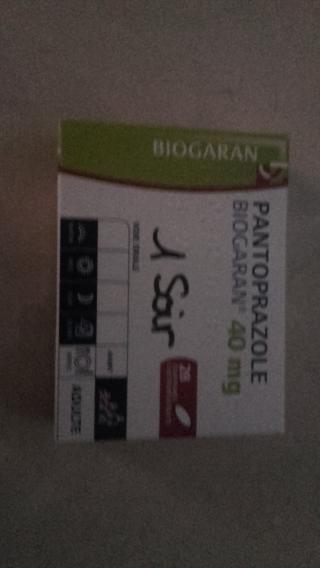 BIOGARAN
PANTOPRAZOLE
BIOGARAN® 40 mg
1 Soir
28
VOIE ORALE
ADULTE